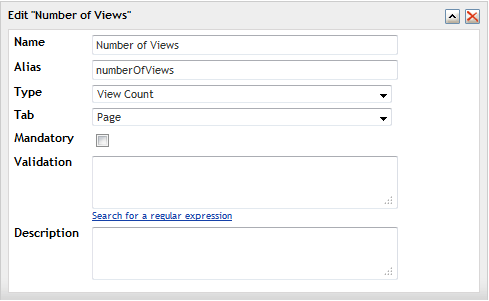 Edit "Number of Views"
Name Number of Views
Alias numberOfViews
Type View Count
Tab Page
Mandatory
Validation
Search for a regular expression
Description